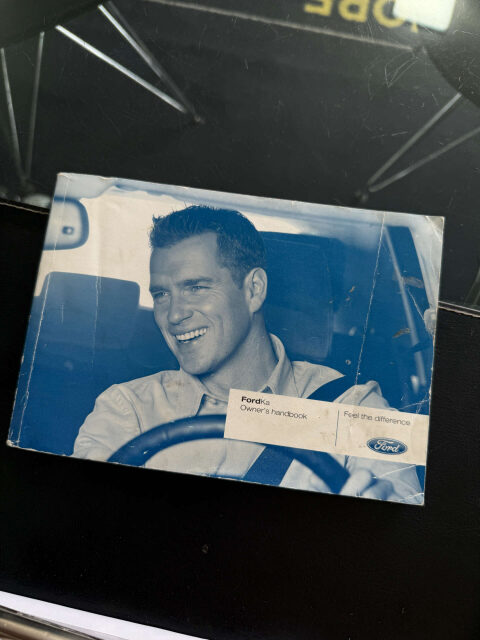 FordKa
Owner's handbook
Feel the difference
Ford